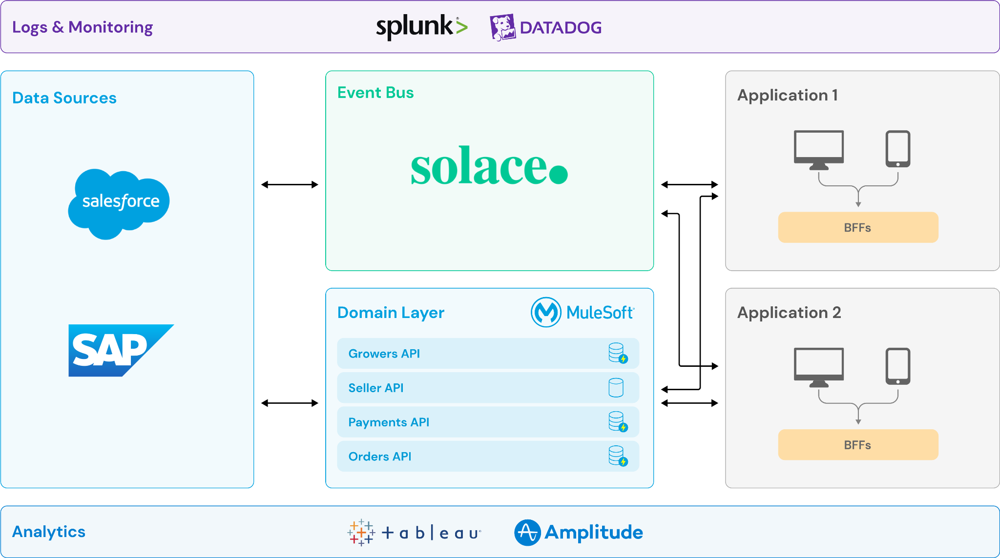 Logs & Monitoring
splunk>®
DATADOG
Data Sources
salesforce
SAP
Event Bus
solace.
Domain Layer
MuleSoft®
Growers API
Seller API
Payments API
Orders API
Application 1
BFFs
Application 2
BFFs
Analytics
+ableau®
Amplitude